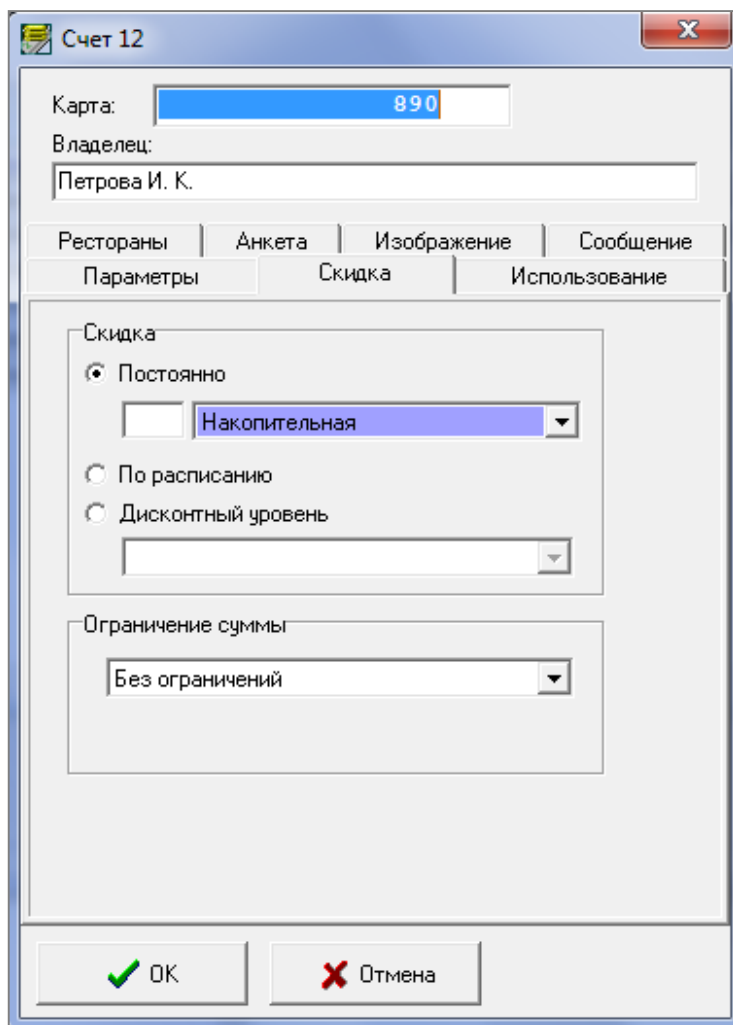 Счет 12
Карта: 890
Владелец:
Петрова И. К.
Рестораны Анкета Изображение Сообщение
Параметры Скидка Использование
Скидка
Постоянно
Накопительная
По расписанию
Дисконтный уровень
Ограничение суммы
Без ограничений
OK Отмена